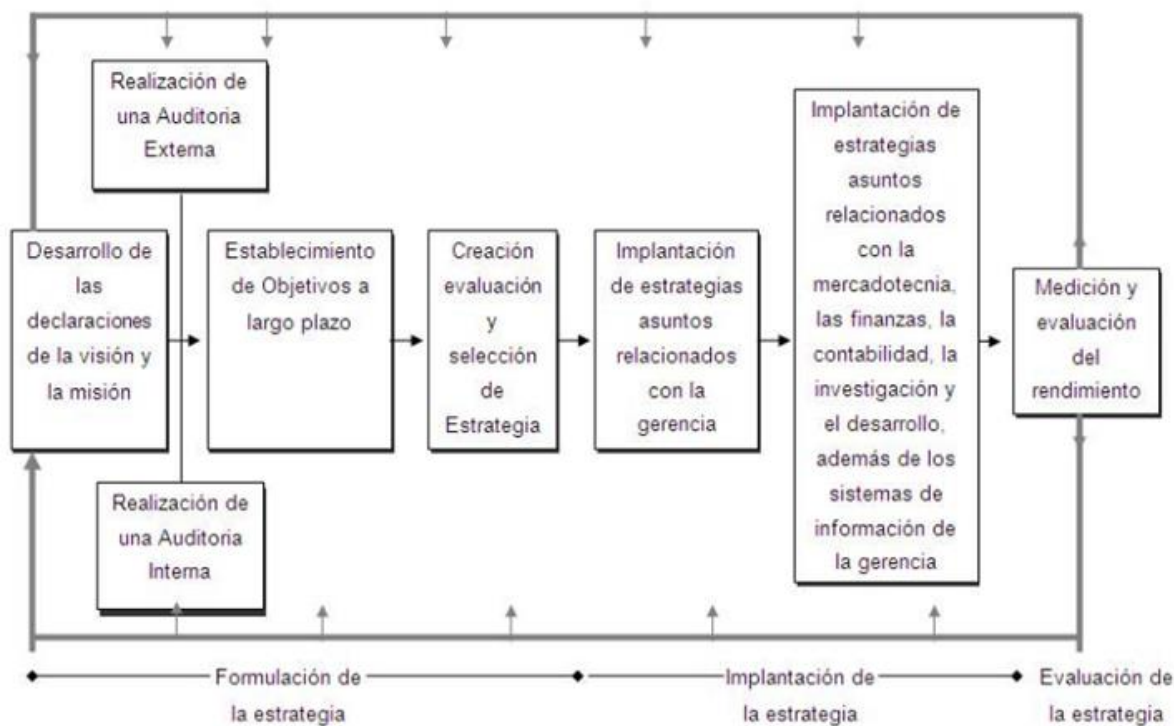 Realización de
una Auditoria
Externa
Desarrollo de
las
declaraciones
de la visión y
la misión
Realización de
una Auditoria
Interna
Establecimiento
de Objetivos a
largo plazo
Creación
evaluación
y
selección
de
Estrategia
Implantación
de estrategias
asuntos
relacionados
con la
gerencia
Implantación de
estrategias
asuntos
relacionados
con la
mercadotecnia,
las finanzas, la
contabilidad, la
investigación y
el desarrollo,
además de los
sistemas de
información de
la gerencia
Medición y
evaluación
del
rendimiento
Formulación de
la estrategia
Implantación de
la estrategia
Evaluación de
la estrategia